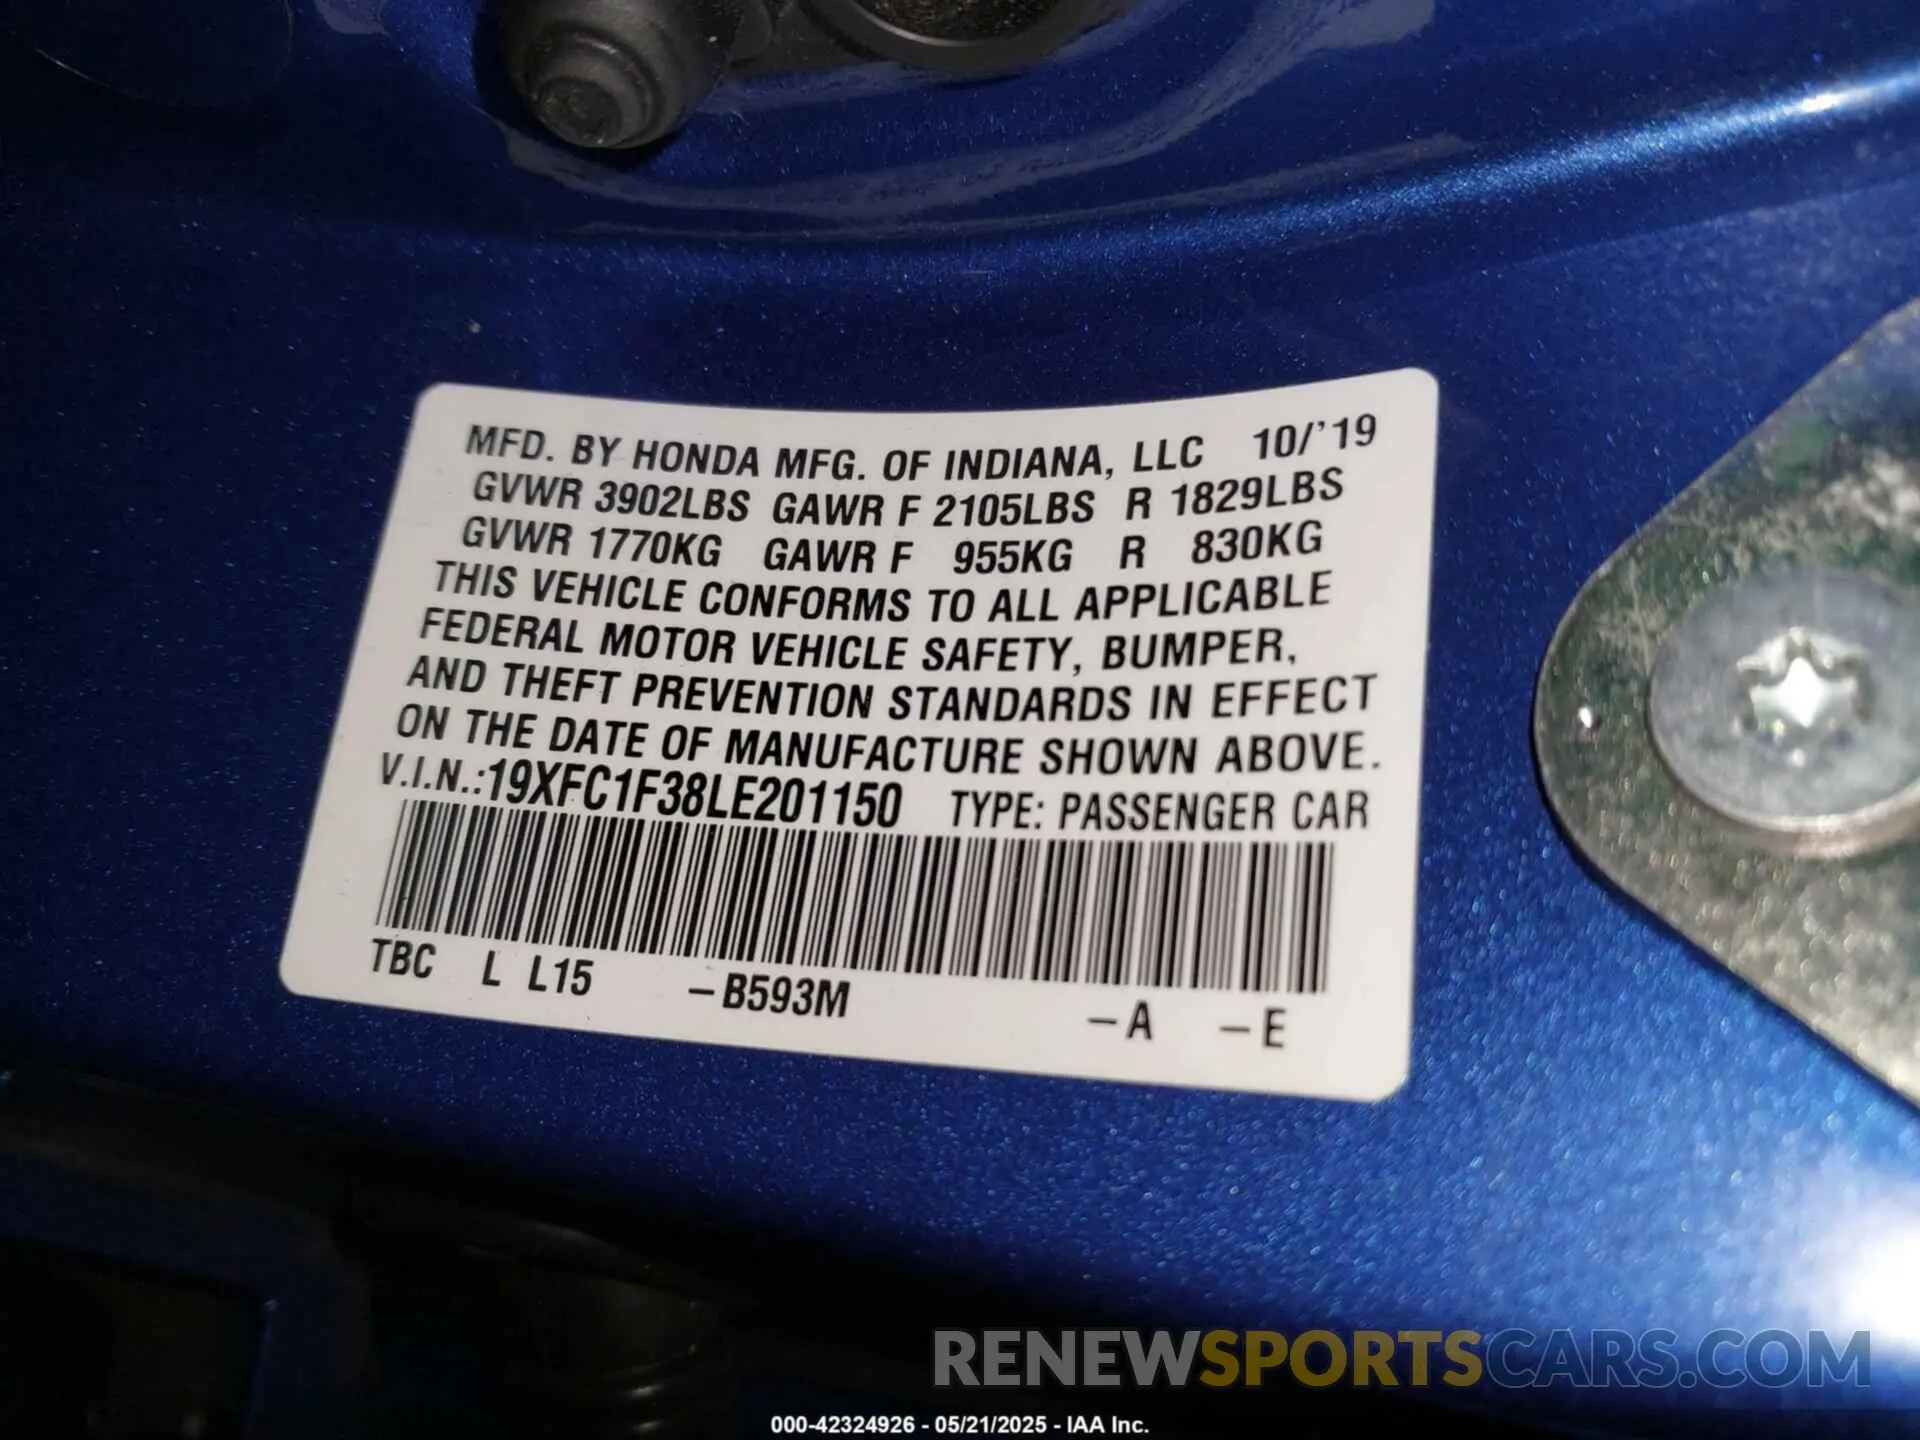 MFD. BY HONDA MFG. OF INDIANA, LLC 10/'19
GVWR 3902LBS GAWR F 2105LBS R 1829LBS
GVWR 1770KG GAWR F 955KG R 830KG
THIS VEHICLE CONFORMS TO ALL APPLICABLE
FEDERAL MOTOR VEHICLE SAFETY, BUMPER,
AND THEFT PREVENTION STANDARDS IN EFFECT
ON THE DATE OF MANUFACTURE SHOWN ABOVE.
V.I.N.:19XFC1F38LE201150 TYPE: PASSENGER CAR
TBC L L15 –B593M –A –E
RENEWSPORTSCARS.COM
000-42324926 - 05/21/2025 - IAA Inc.